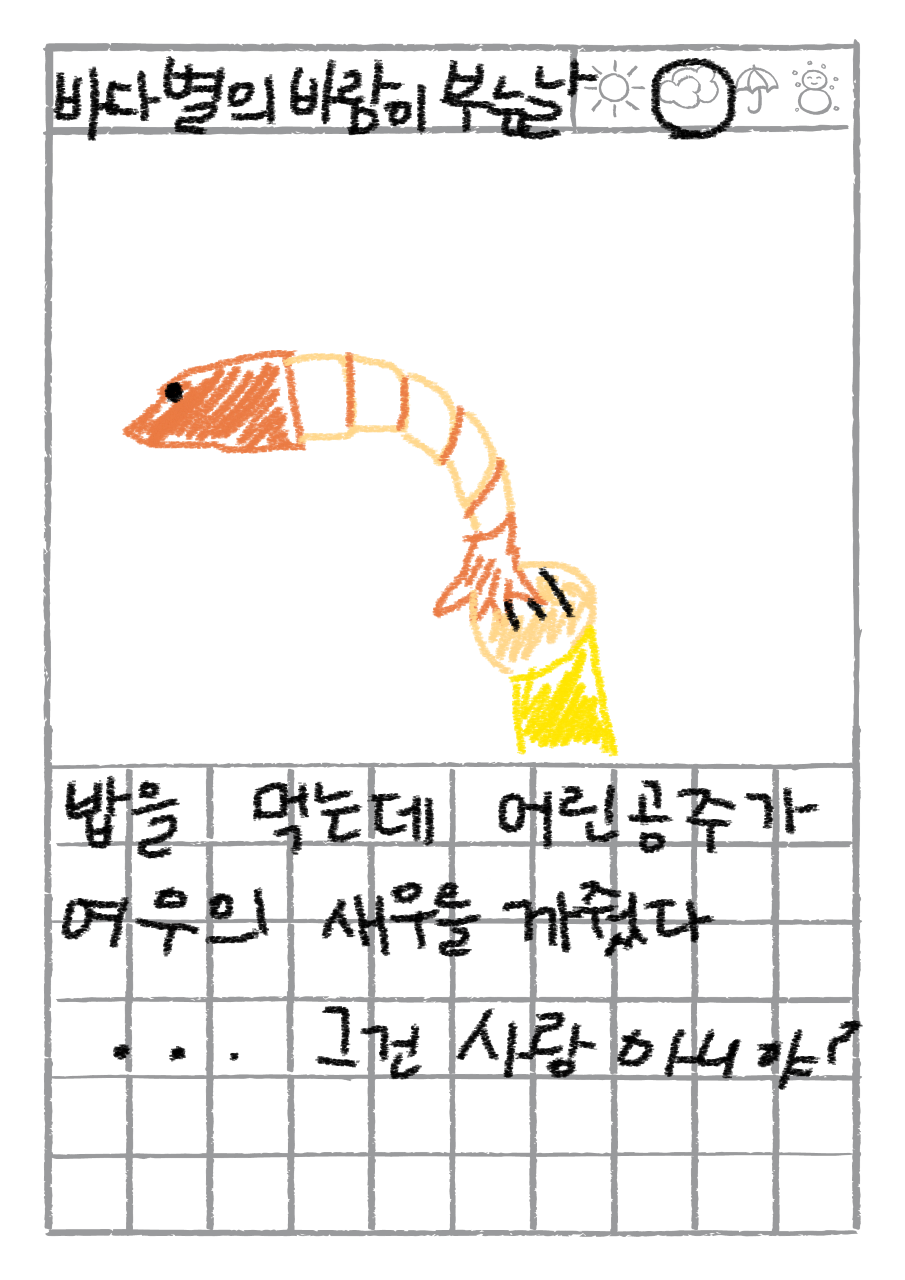 바다별의 바람이 부는날
밥을 먹는데 어린공주가
여우의 새우를 까줬다
... 그건 사랑 아니야?